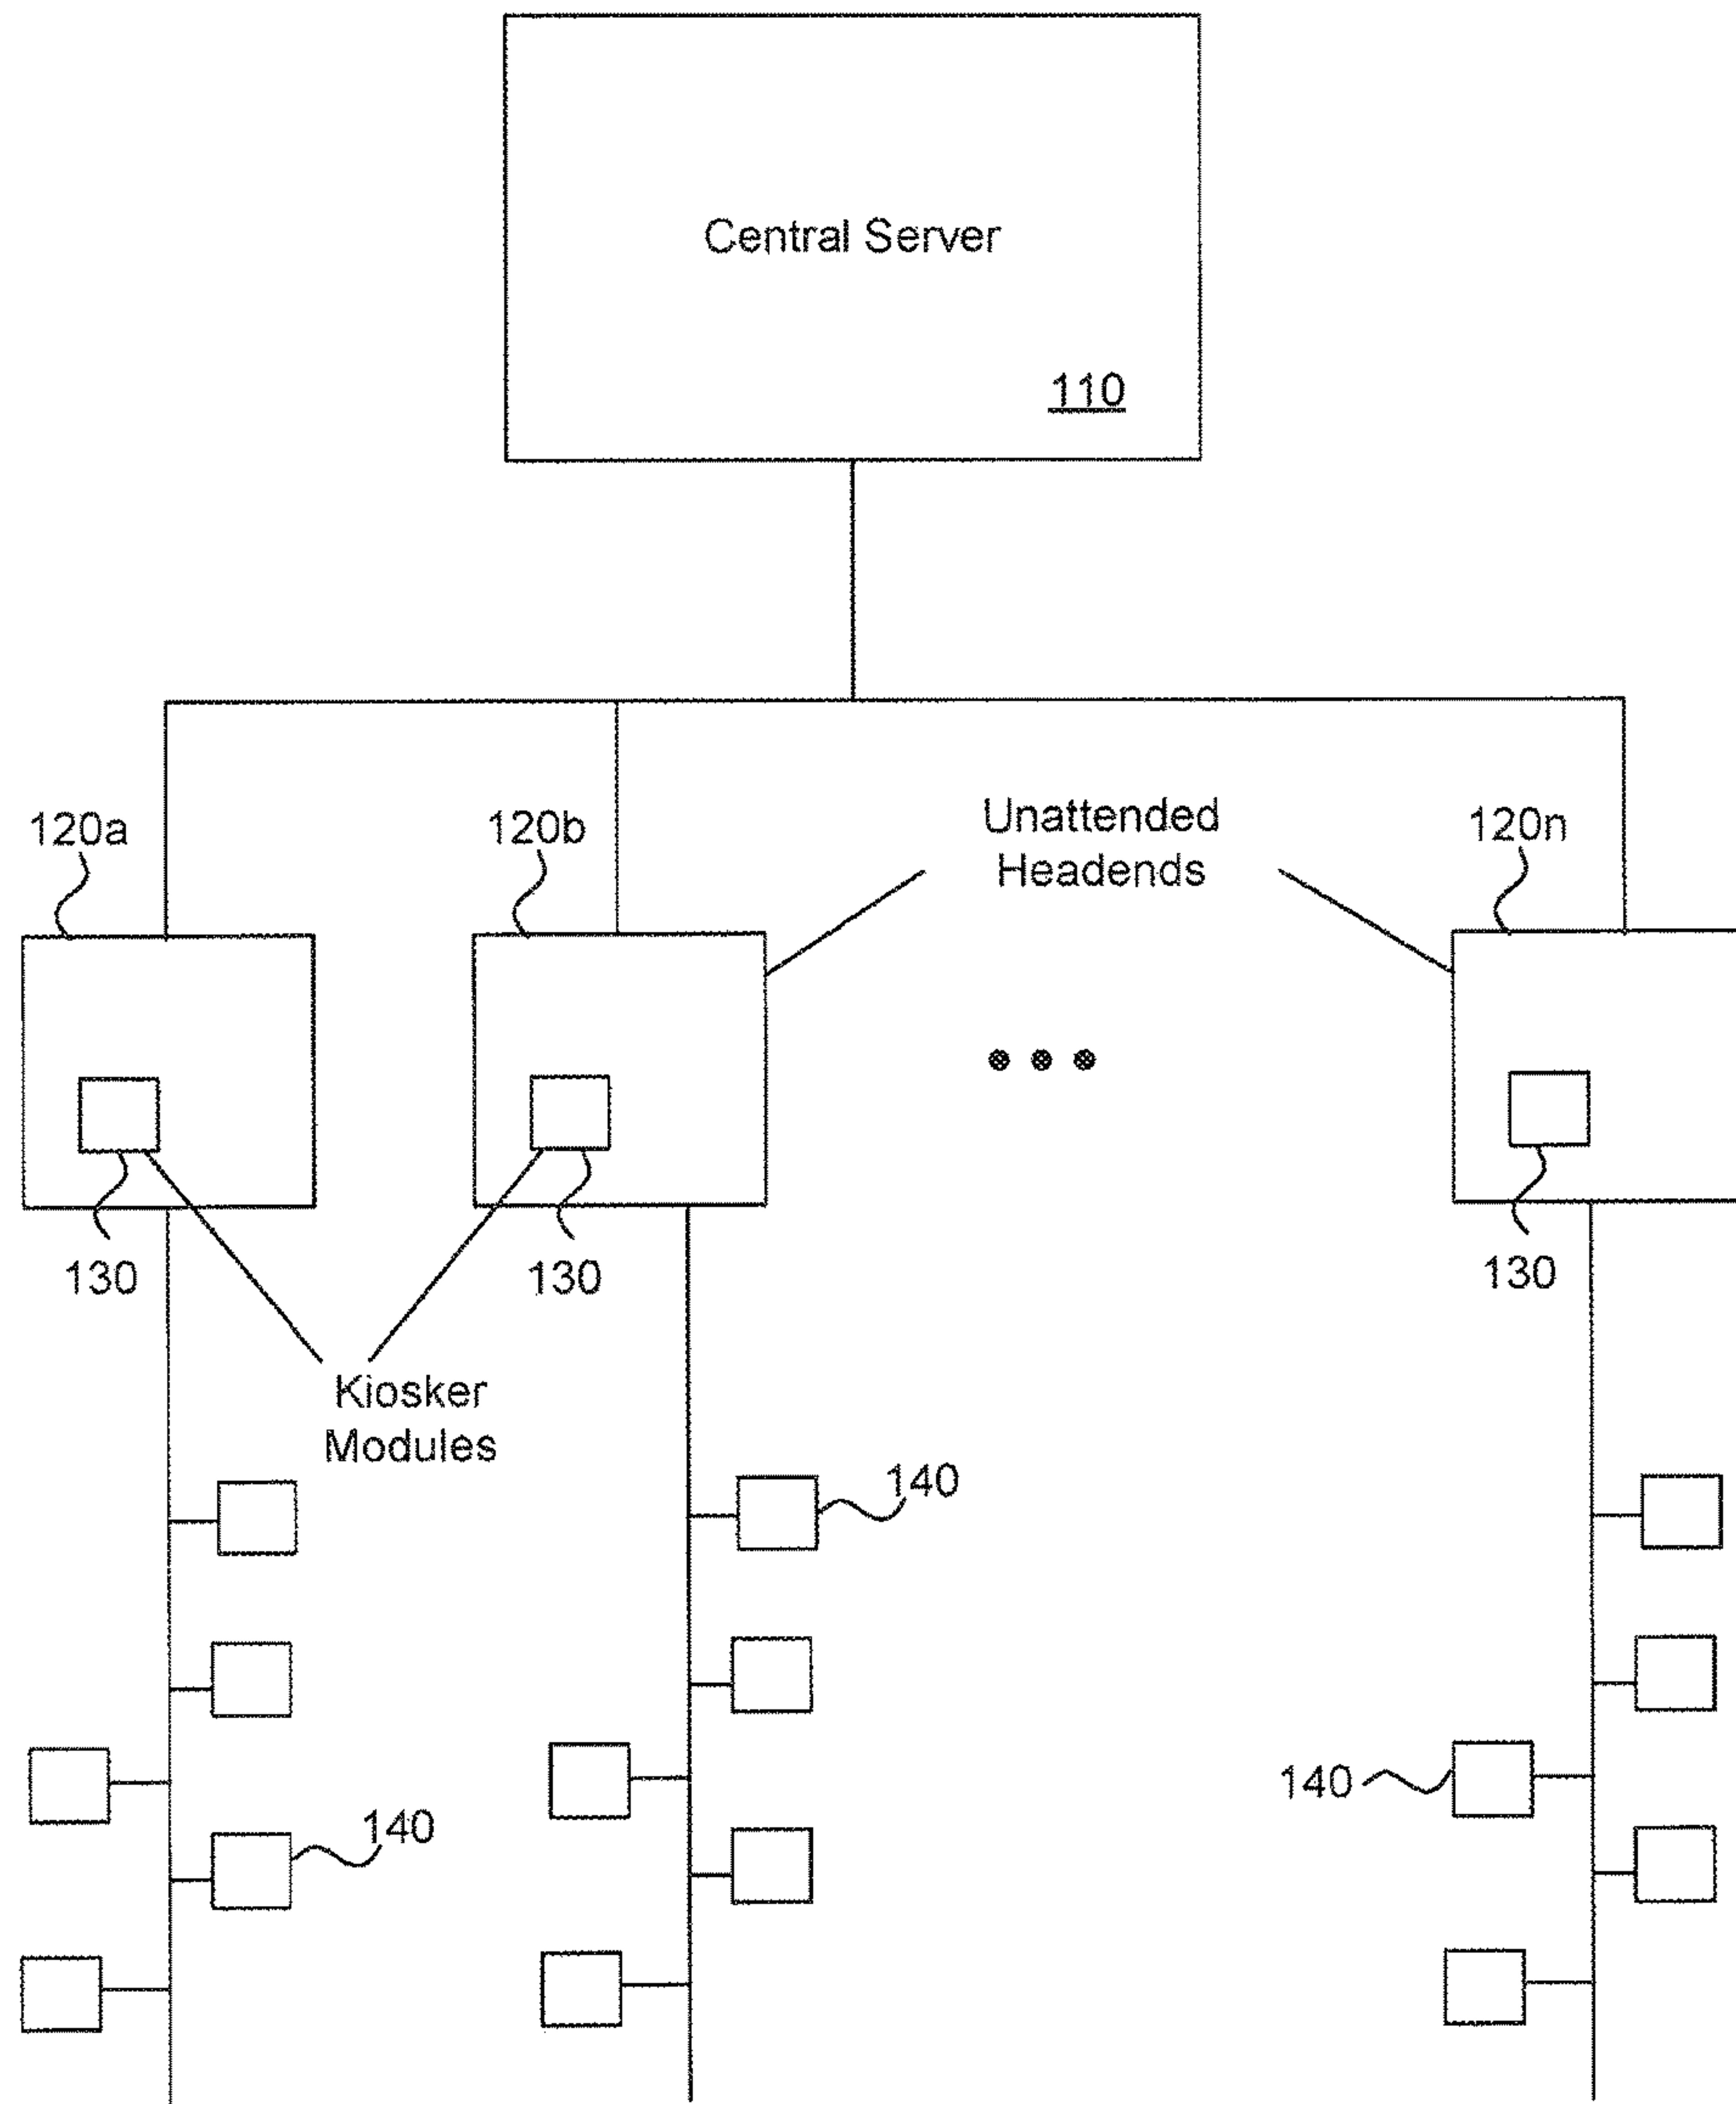 Central Server
110
120a
120b
Unattended
Headends
120n
130
130
130
Kiosker
Modules
140
140
140